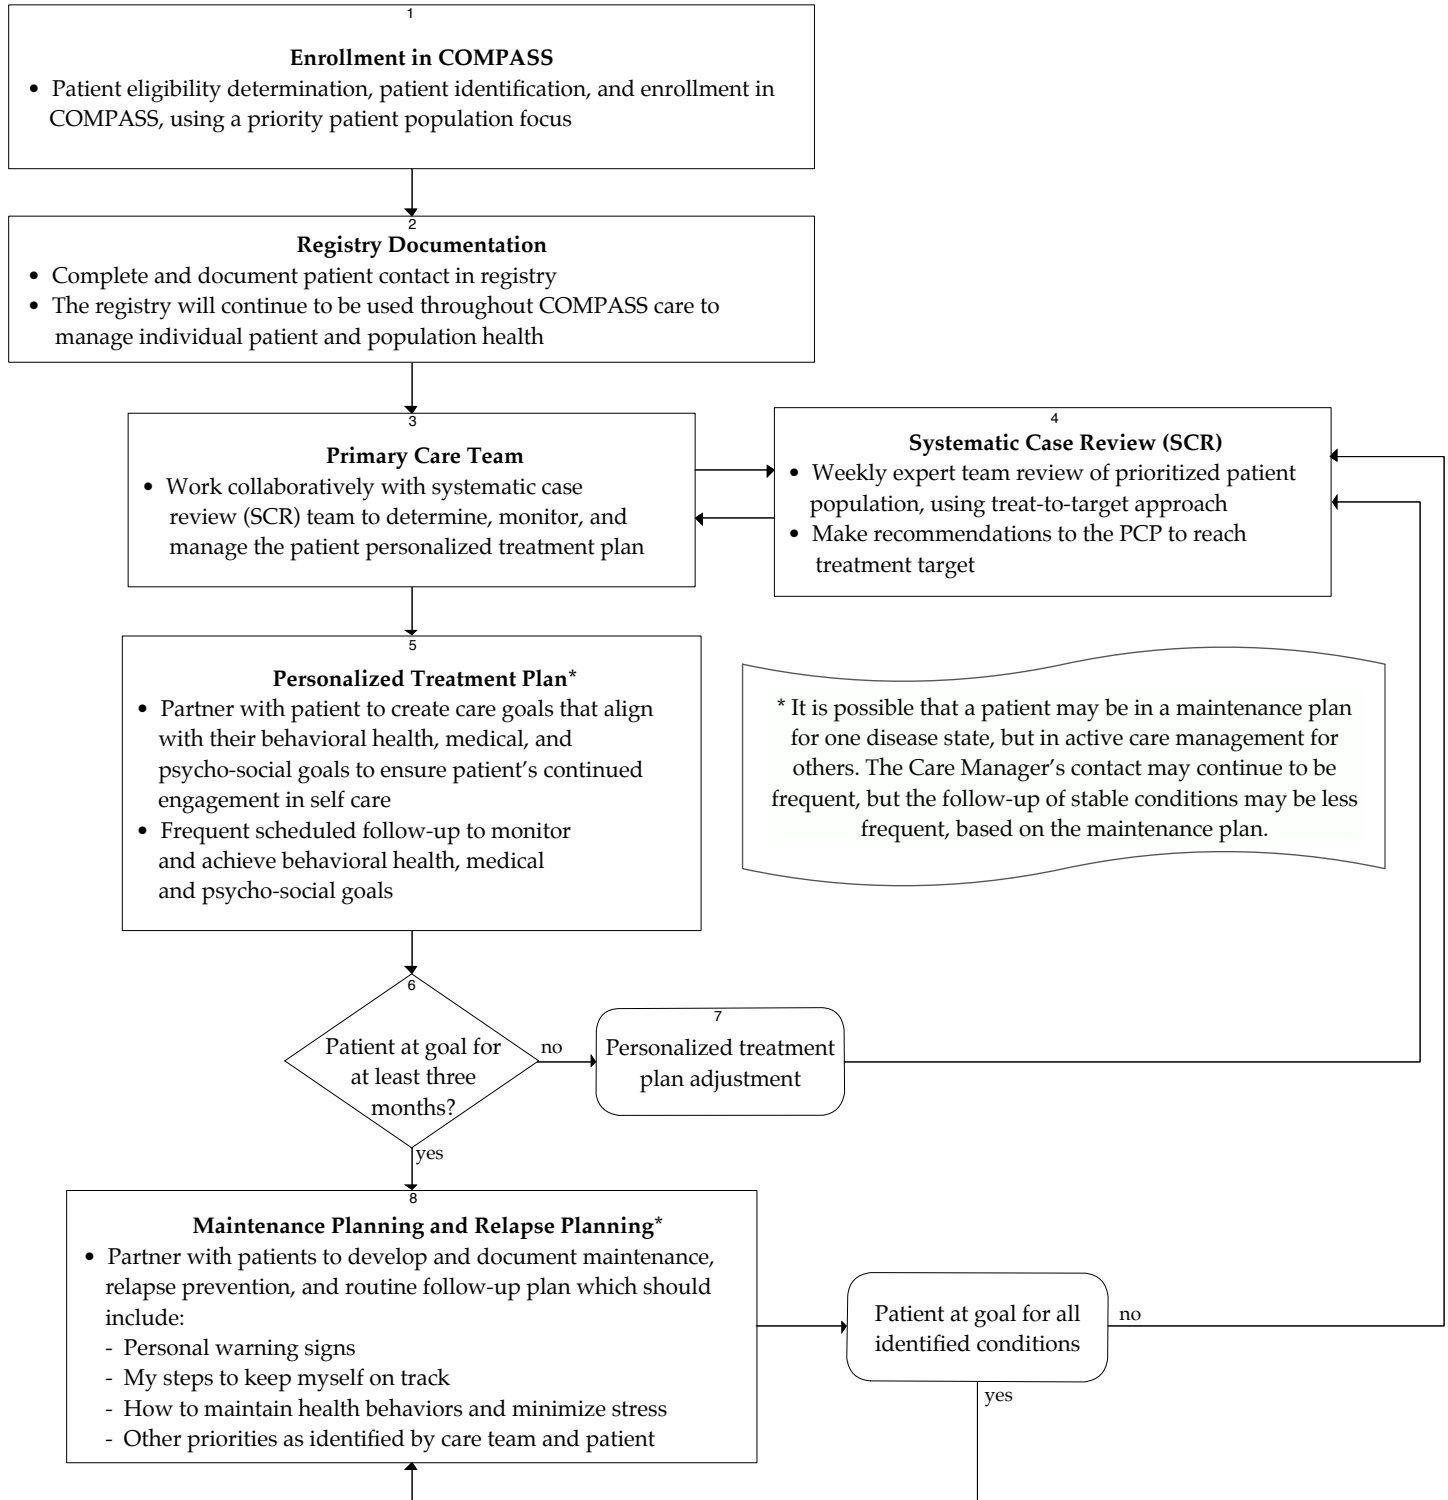 1
Enrollment in COMPASS
• Patient eligibility determination, patient identification, and enrollment in
COMPASS, using a priority patient population focus
2
Registry Documentation
• Complete and document patient contact in registry
• The registry will continue to be used throughout COMPASS care to
manage individual patient and population health
3
Primary Care Team
• Work collaboratively with systematic case
review (SCR) team to determine, monitor, and
manage the patient personalized treatment plan
4
Systematic Case Review (SCR)
• Weekly expert team review of prioritized patient
population, using treat-to-target approach
• Make recommendations to the PCP to reach
treatment target
5
Personalized Treatment Plan*
• Partner with patient to create care goals that align
with their behavioral health, medical, and
psycho-social goals to ensure patient's continued
engagement in self care
• Frequent scheduled follow-up to monitor
and achieve behavioral health, medical
and psycho-social goals
* It is possible that a patient may be in a maintenance plan
for one disease state, but in active care management for
others. The Care Manager's contact may continue to be
frequent, but the follow-up of stable conditions may be less
frequent, based on the maintenance plan.
6
Patient at goal for
at least three
months?
no
7
Personalized treatment
plan adjustment
yes
8
Maintenance Planning and Relapse Planning*
• Partner with patients to develop and document maintenance,
relapse prevention, and routine follow-up plan which should
include:
- Personal warning signs
- My steps to keep myself on track
- How to maintain health behaviors and minimize stress
- Other priorities as identified by care team and patient
Patient at goal for all
identified conditions
no
yes